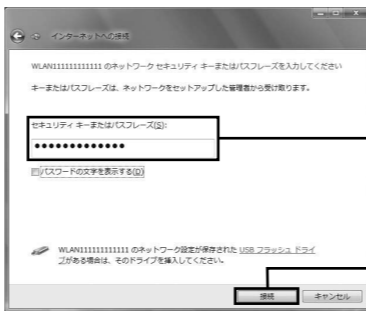 インターネットへの接続
WLAN111111111111 のネットワーク セキュリティ キーまたはパスフレーズを入力してください
キーまたはパスフレーズは、ネットワークをセットアップした管理者から受け取ります。
セキュリティ キーまたはパスフレーズ(S):
●●●●●●●●●●●●●
パスワードの文字を表示する(D)
WLAN111111111111 のネットワーク設定が保存された USB フラッシュ ドライ
ブがある場合は、そのドライブを挿入してください。
接続
キャンセル